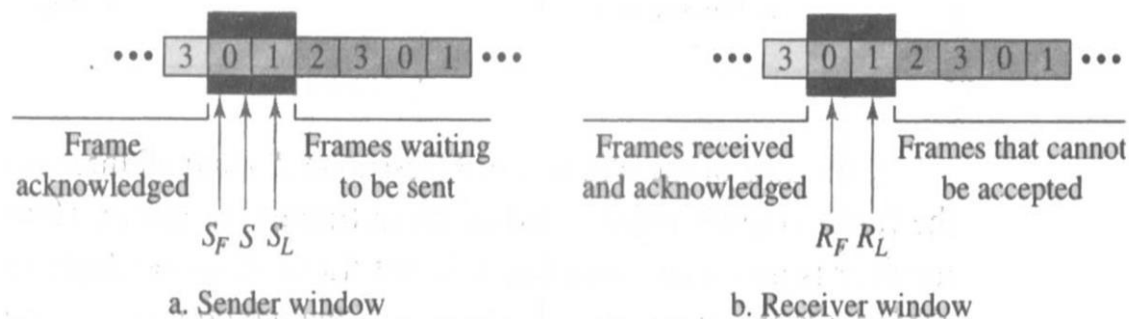 ••• 3 0 1 2 3 0 1 •••
Frame
acknowledged
Frames waiting
to be sent
S_F S S_L
a. Sender window
••• 3 0 1 2 3 0 1 •••
Frames received
and acknowledged
Frames that cannot
be accepted
R_F R_L
b. Receiver window